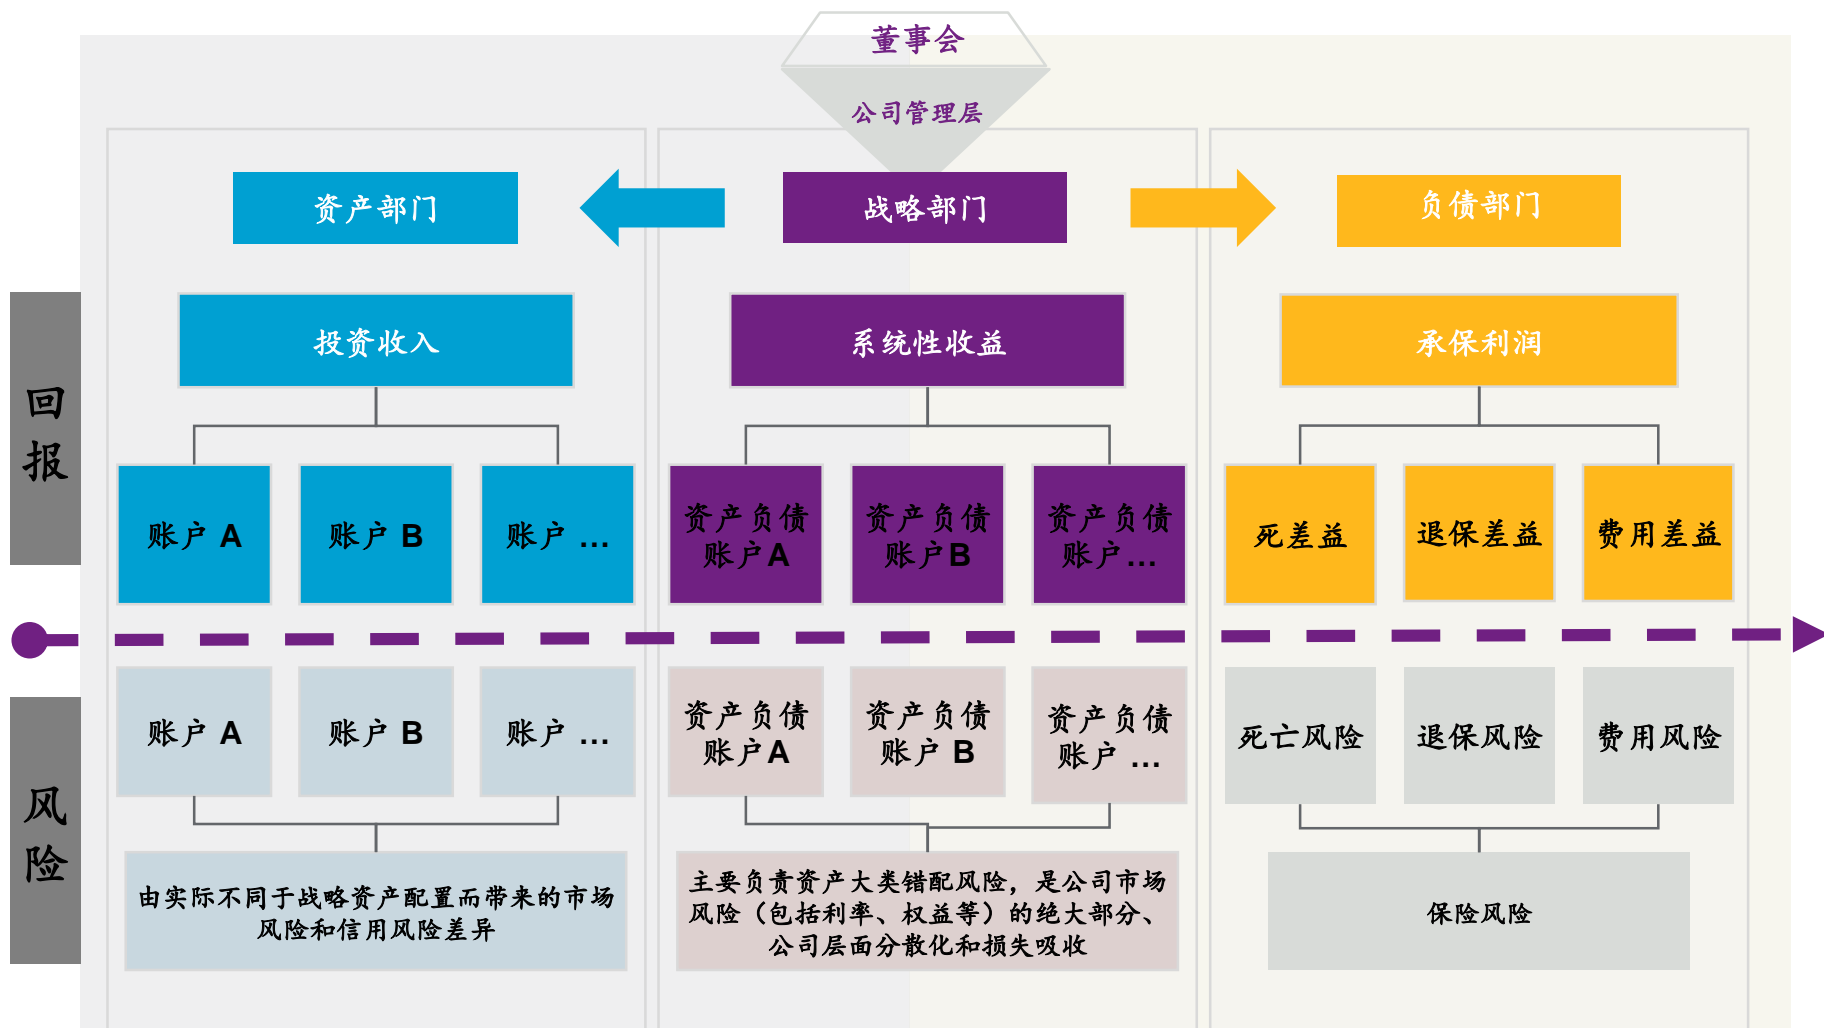 董事会
公司管理层
资产部门
战略部门
负债部门
回
报
投资收入
系统性收益
承保利润
账户 A
账户 B
账户 ...
资产负债
账户A
资产负债
账户B
资产负债
账户...
死差益
退保差益
费用差益
风
险
账户 A
账户 B
账户 ...
资产负债
账户A
资产负债
账户 B
资产负债
账户 ...
死亡风险
退保风险
费用风险
由实际不同于战略资产配置而带来的市场
风险和信用风险差异
主要负责资产大类错配风险，是公司市场
风险（包括利率、权益等）的绝大部分、
公司层面分散化和损失吸收
保险风险